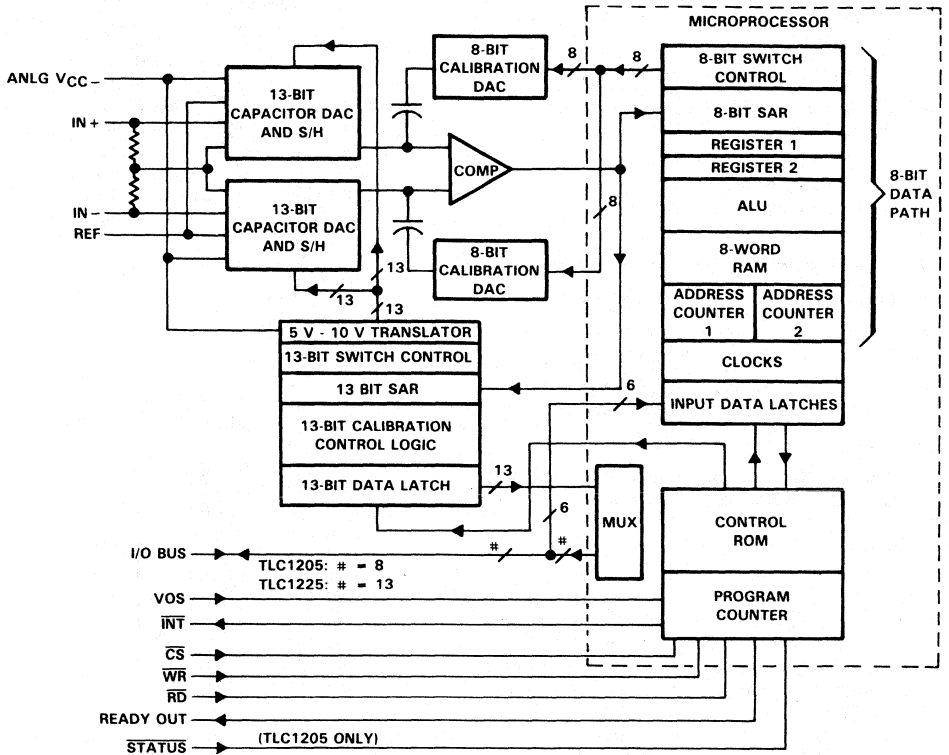 MICROPROCESSOR
8-BIT
CALIBRATION
DAC
8
8
8-BIT SWITCH
CONTROL
ANLG VCC-
13-BIT
CAPACITOR DAC
AND S/H
IN +
8-BIT SAR
REGISTER 1
REGISTER 2
COMP
8-BIT
DATA
PATH
13-BIT
CAPACITOR DAC
AND S/H
IN -
REF
8
ALU
8-BIT
CALIBRATION
DAC
8-WORD
RAM
13
13
13
ADDRESS
COUNTER
1
ADDRESS
COUNTER
2
5 V - 10 V TRANSLATOR
13-BIT SWITCH CONTROL
13 BIT SAR
13-BIT CALIBRATION
CONTROL LOGIC
13-BIT DATA LATCH
CLOCKS
6
INPUT DATA LATCHES
13
6
MUX
CONTROL
ROM
PROGRAM
COUNTER
I/O BUS
#
#
TLC1205: # = 8
TLC1225: # = 13
VOS
INT
CS
WR
RD
READY OUT
STATUS
(TLC1205 ONLY)